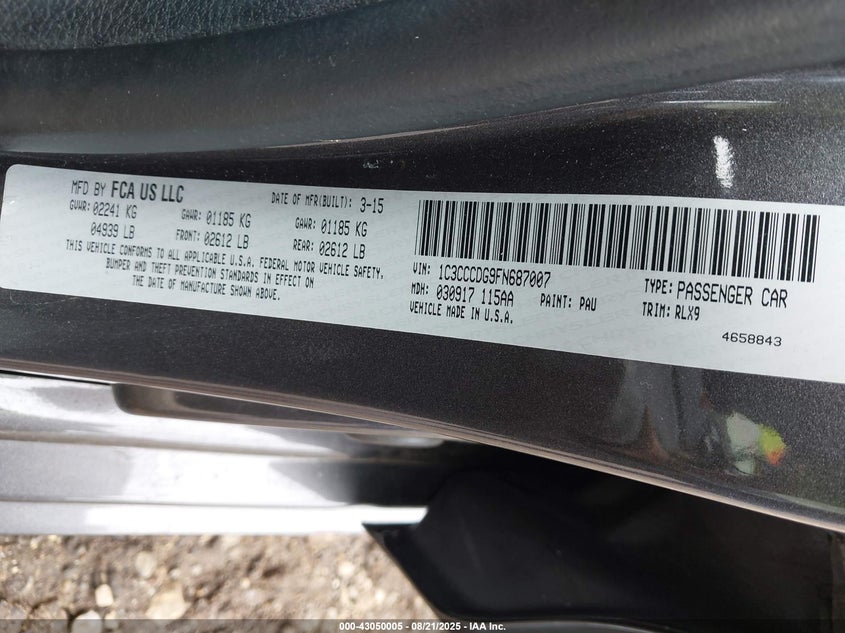 MFD BY FCA US LLC
DATE OF MFR(BUILT): 3-15
GVWR: 02241 KG GAWR: 01185 KG GAWR: 01185 KG
04939 LB FRONT: 02612 LB REAR: 02612 LB
THIS VEHICLE CONFORMS TO ALL APPLICABLE U.S.A. FEDERAL MOTOR VEHICLE SAFETY,
BUMPER AND THEFT PREVENTION STANDARDS IN EFFECT ON
THE DATE OF MANUFACTURE SHOWN ABOVE.
VIN: 1C3CCCDG9FN687007 TYPE: PASSENGER CAR
MDH: 030917 115AA PAINT: PAU TRIM: RLX9
VEHICLE MADE IN U.S.A.
4658843
000-43050005 - 08/21/2025 - IAA Inc.